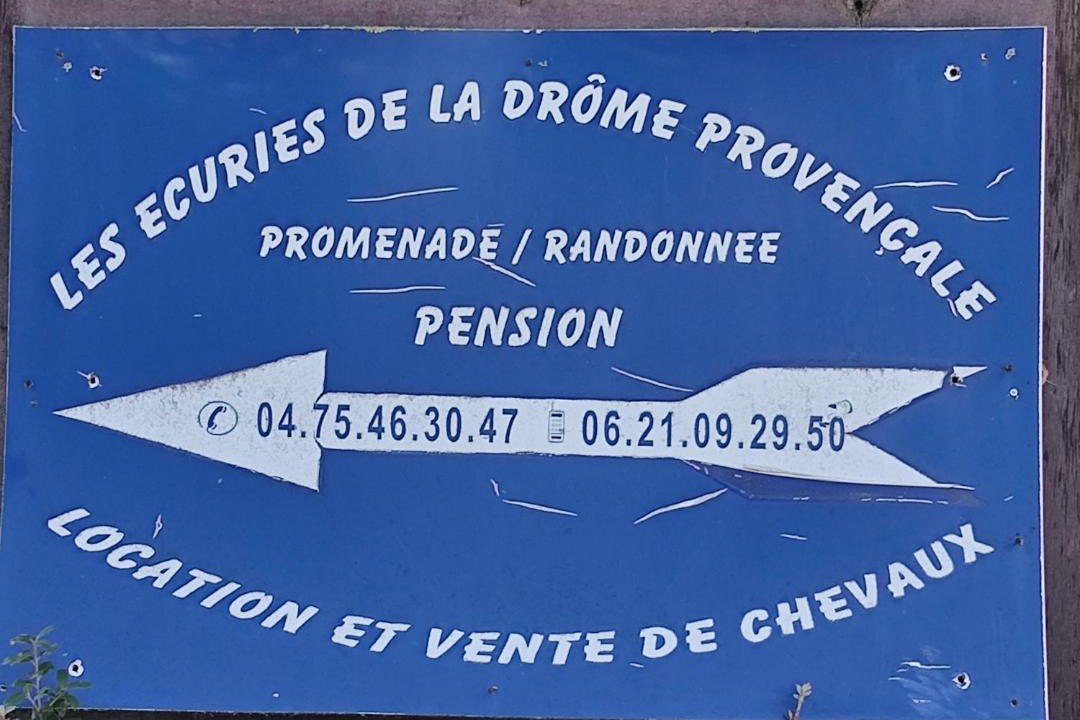 LES ECURIES DE LA DRÔME PROVENÇALE
PROMENADE / RANDONNEE
PENSION
04.75.46.30.47 06.21.09.29.50
LOCATION ET VENTE DE CHEVAUX